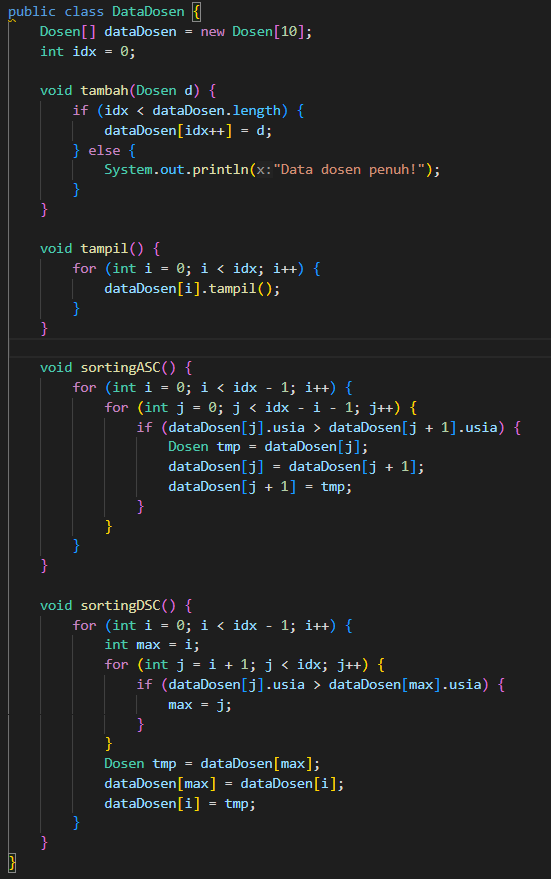 public class DataDosen {
    Dosen[] dataDosen = new Dosen[10];
    int idx = 0;

    void tambah(Dosen d) {
        if (idx < dataDosen.length) {
            dataDosen[idx++] = d;
        } else {
            System.out.println(x:"Data dosen penuh!");
        }
    }

    void tampil() {
        for (int i = 0; i < idx; i++) {
            dataDosen[i].tampil();
        }
    }

    void sortingASC() {
        for (int i = 0; i < idx - 1; i++) {
            for (int j = 0; j < idx - i - 1; j++) {
                if (dataDosen[j].usia > dataDosen[j + 1].usia) {
                    Dosen tmp = dataDosen[j];
                    dataDosen[j] = dataDosen[j + 1];
                    dataDosen[j + 1] = tmp;
                }
            }
        }
    }

    void sortingDSC() {
        for (int i = 0; i < idx - 1; i++) {
            int max = i;
            for (int j = i + 1; j < idx; j++) {
                if (dataDosen[j].usia > dataDosen[max].usia) {
                    max = j;
                }
            }
            Dosen tmp = dataDosen[max];
            dataDosen[max] = dataDosen[i];
            dataDosen[i] = tmp;
        }
    }
}